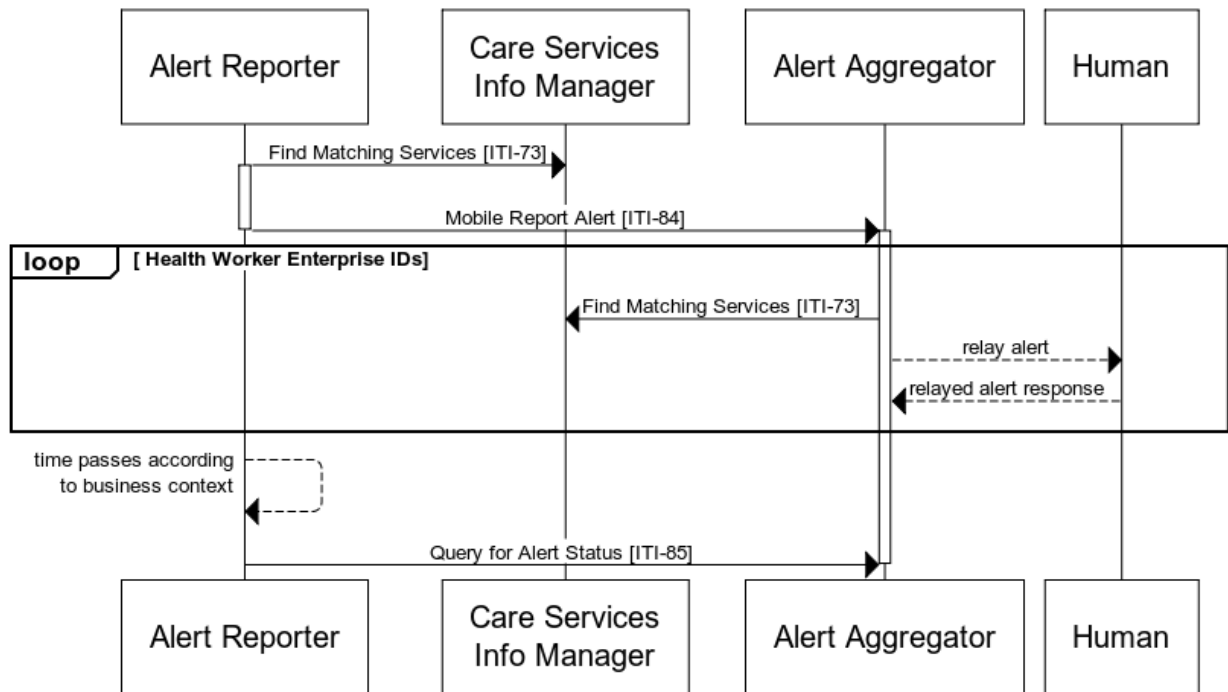 Alert Reporter
Care Services
Info Manager
Alert Aggregator
Human
Find Matching Services [ITI-73]
Mobile Report Alert [ITI-84]
loop
[ Health Worker Enterprise IDs]
Find Matching Services [ITI-73]
relay alert
relayed alert response
time passes according
to business context
Query for Alert Status [ITI-85]
Alert Reporter
Care Services
Info Manager
Alert Aggregator
Human